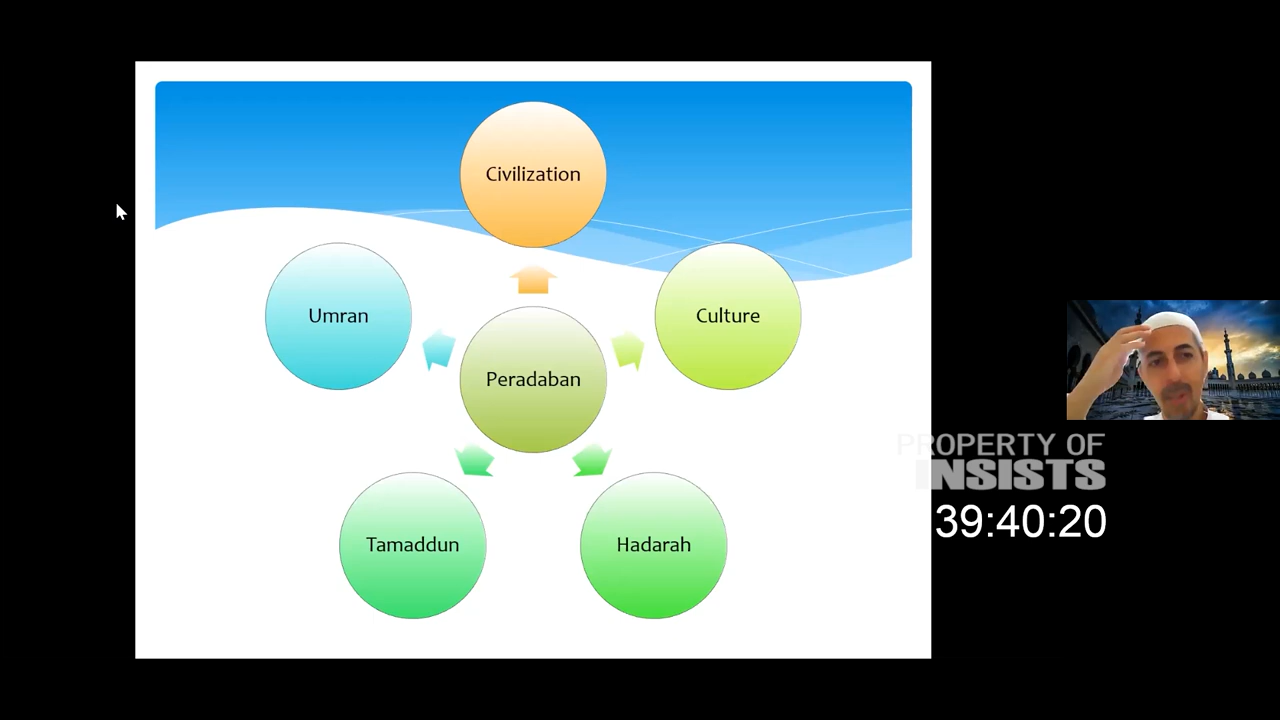 Civilization
Umran
Culture
Peradaban
Tamaddun
Hadarah
PROPERTY OF
INSISTS
39:40:20